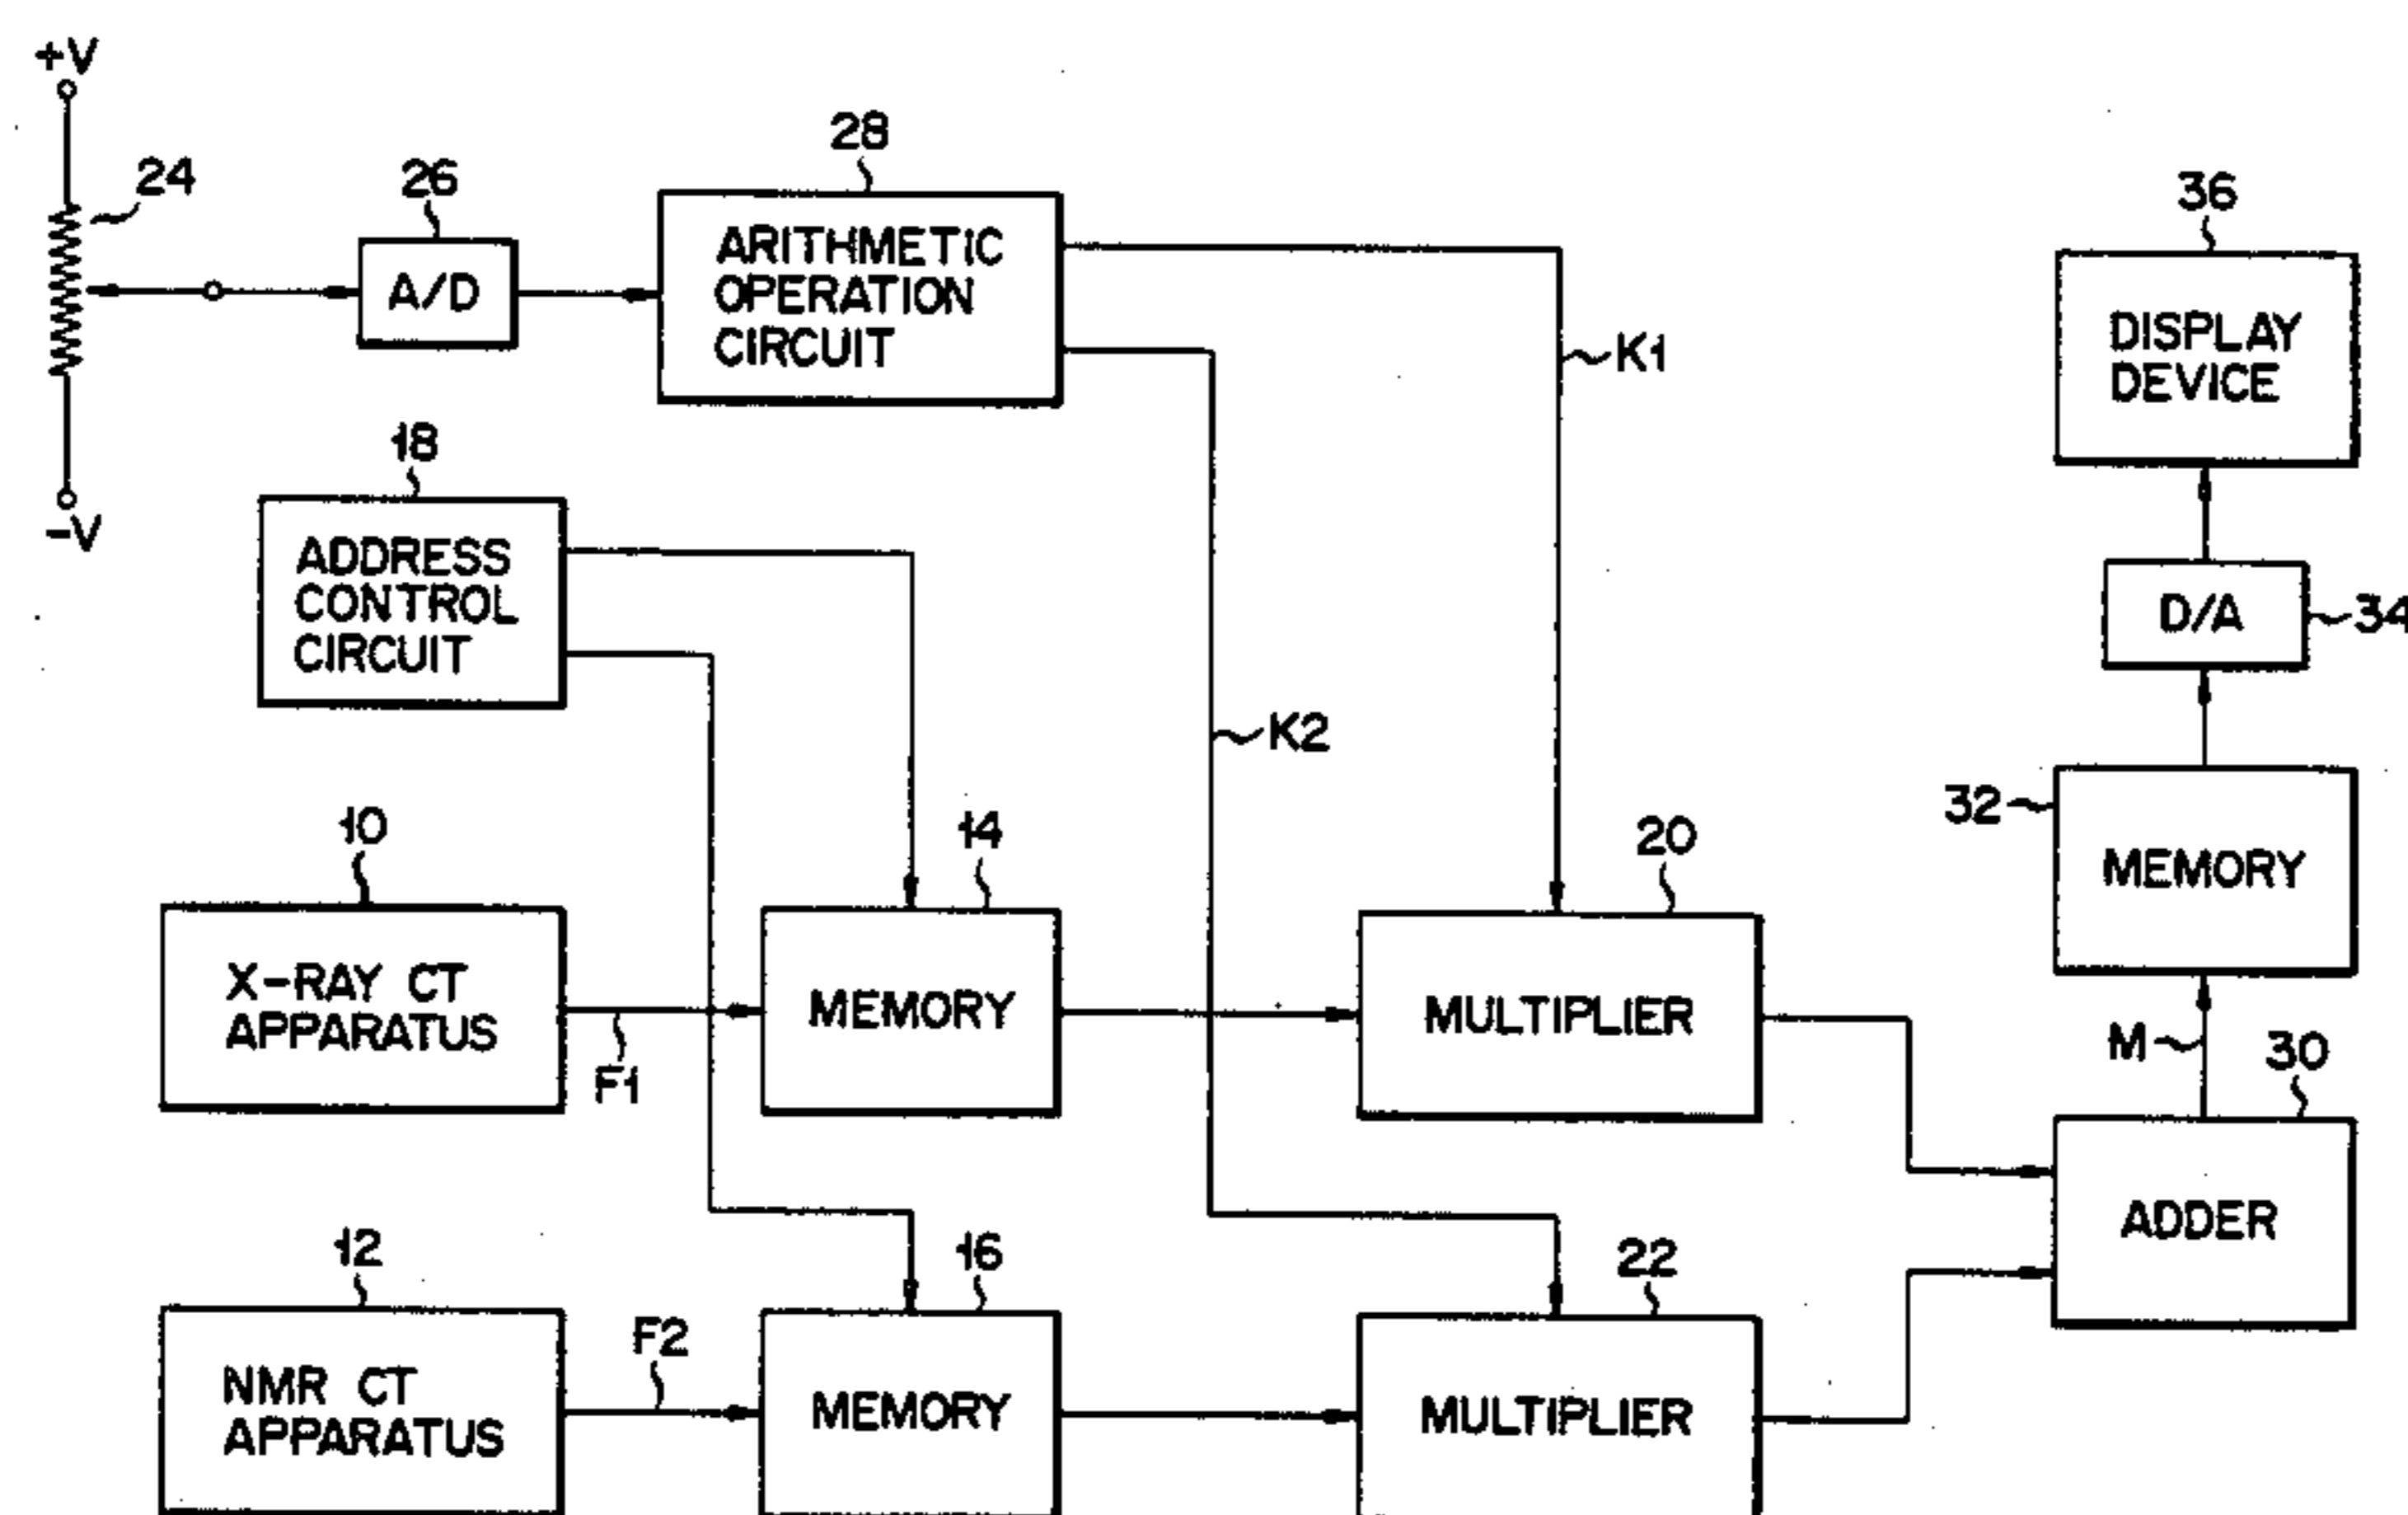 +V
24
26
28
A/D
ARITHMETIC
OPERATION
CIRCUIT
K1
36
DISPLAY
DEVICE
-V
18
ADDRESS
CONTROL
CIRCUIT
K2
D/A
34
32
MEMORY
10
X-RAY CT
APPARATUS
F1
14
MEMORY
20
MULTIPLIER
M
30
ADDER
12
NMR CT
APPARATUS
F2
16
MEMORY
22
MULTIPLIER